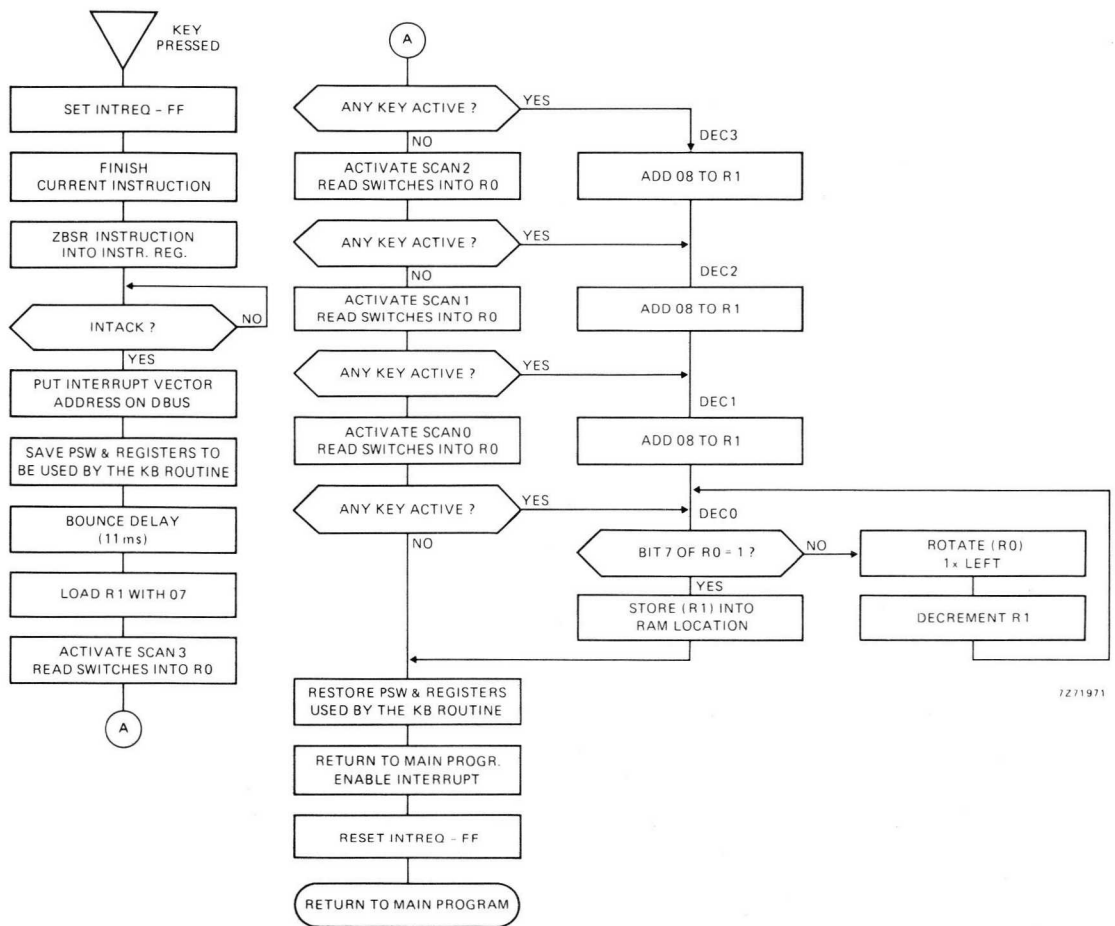 KEY
PRESSED
SET INTREQ – FF
FINISH
CURRENT INSTRUCTION
ZBSR INSTRUCTION
INTO INSTR. REG.
INTACK ?
NO
YES
PUT INTERRUPT VECTOR
ADDRESS ON DBUS
SAVE PSW & REGISTERS TO
BE USED BY THE KB ROUTINE
BOUNCE DELAY
(11 ms)
LOAD R1 WITH 07
ACTIVATE SCAN 3
READ SWITCHES INTO R0
A
A
ANY KEY ACTIVE ?
YES
NO
DEC3
ADD 08 TO R1
ACTIVATE SCAN2
READ SWITCHES INTO R0
ANY KEY ACTIVE ?
YES
NO
DEC2
ADD 08 TO R1
ACTIVATE SCAN1
READ SWITCHES INTO R0
ANY KEY ACTIVE ?
YES
DEC1
ADD 08 TO R1
ACTIVATE SCAN0
READ SWITCHES INTO R0
ANY KEY ACTIVE ?
YES
NO
DEC0
BIT 7 OF R0 = 1 ?
NO
YES
ROTATE (R0)
1x LEFT
DECREMENT R1
STORE (R1) INTO
RAM LOCATION
RESTORE PSW & REGISTERS
USED BY THE KB ROUTINE
RETURN TO MAIN PROGR.
ENABLE INTERRUPT
RESET INTREQ – FF
RETURN TO MAIN PROGRAM
7Z71971